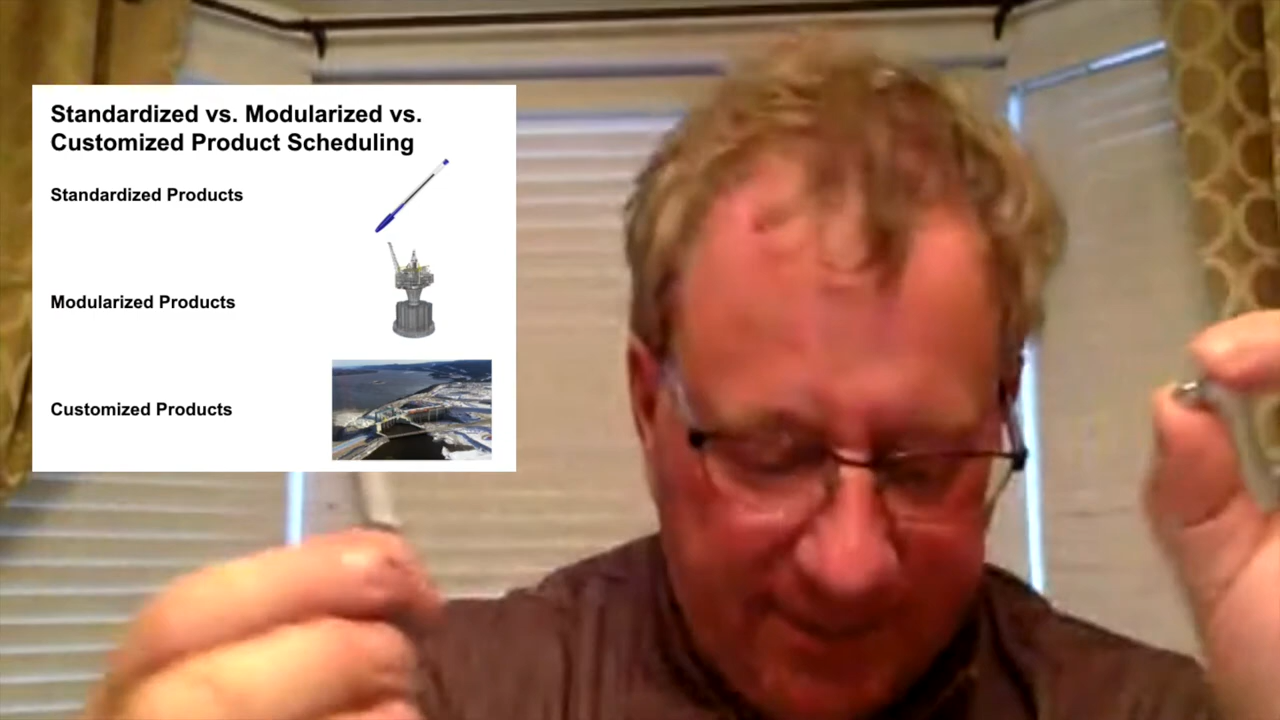 Standardized vs. Modularized vs.
Customized Product Scheduling
Standardized Products
Modularized Products
Customized Products